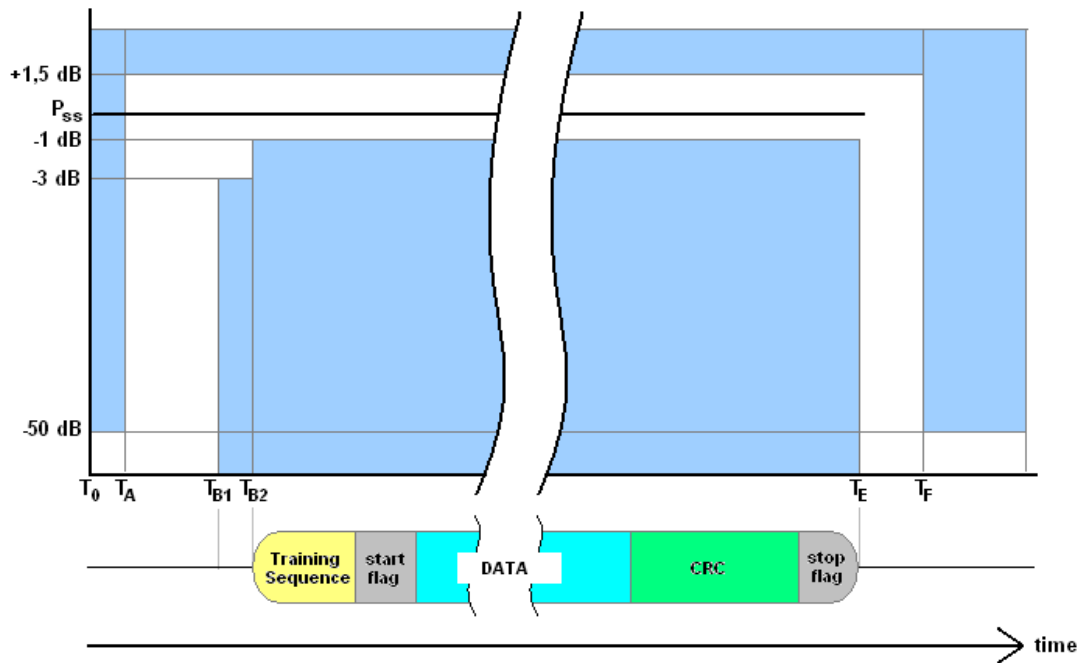 +1,5 dB
Pss
-1 dB
-3 dB
-50 dB
T0 TA TB1 TB2 TE TF
Training Sequence
start flag
DATA
CRC
stop flag
time